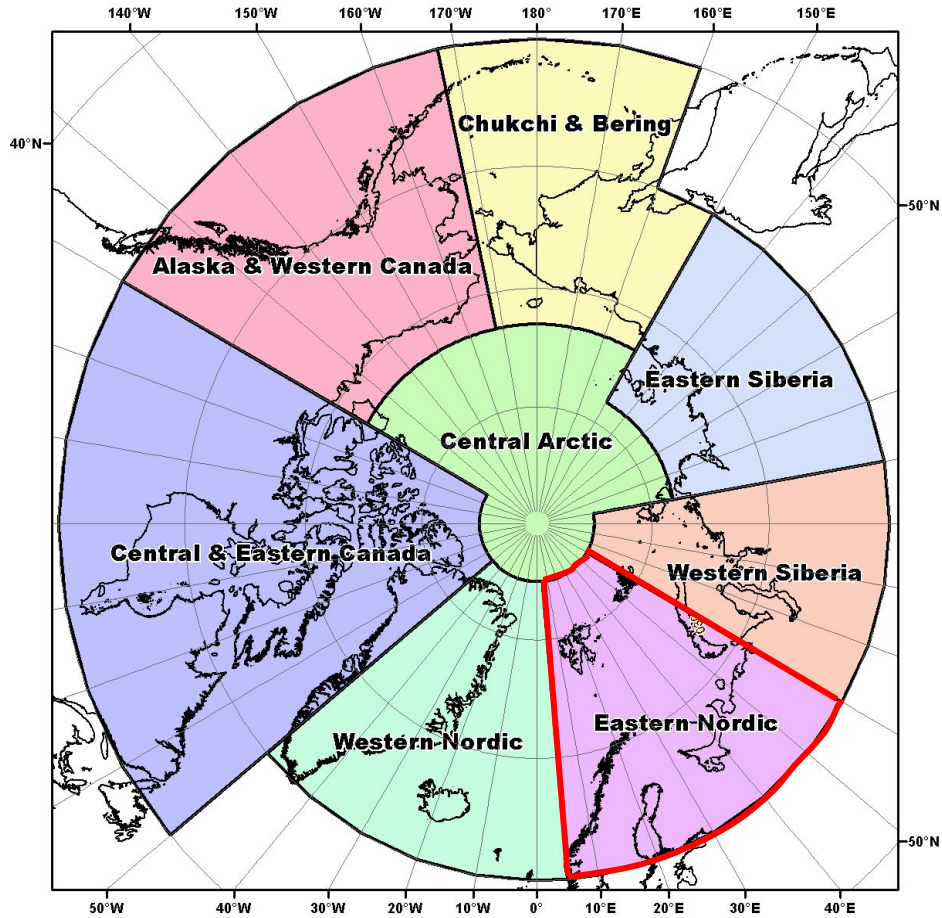 140°W 150°W 160°W 170°W 180° 170°E 160°E 150°E
40°N
Chukchi & Bering
50°N
Alaska & Western Canada
Eastern Siberia
Central Arctic
Central & Eastern Canada
Western Siberia
Eastern Nordic
Western Nordic
50°N
50°W 40°W 30°W 20°W 10°W 0° 10°E 20°E 30°E 40°E